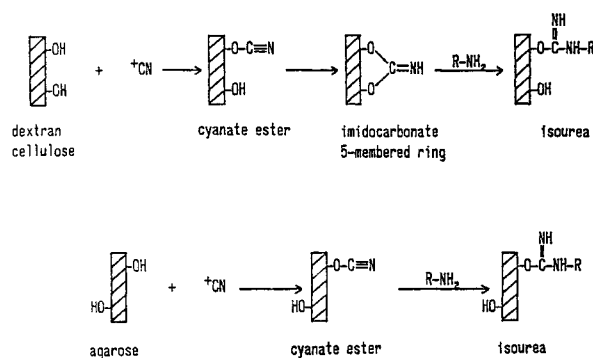 OH
CH
+
⁺CN
O-C≡N
OH
O
C=NH
O
R-NH₂
NH
O-C-NH-R
OH
dextran
cellulose
cyanate ester
imidocarbonate
5-membered ring
isourea
OH
HO
+
⁺CN
O-C≡N
HO
R-NH₂
NH
O-C-NH-R
HO
aqarose
cyanate ester
isourea